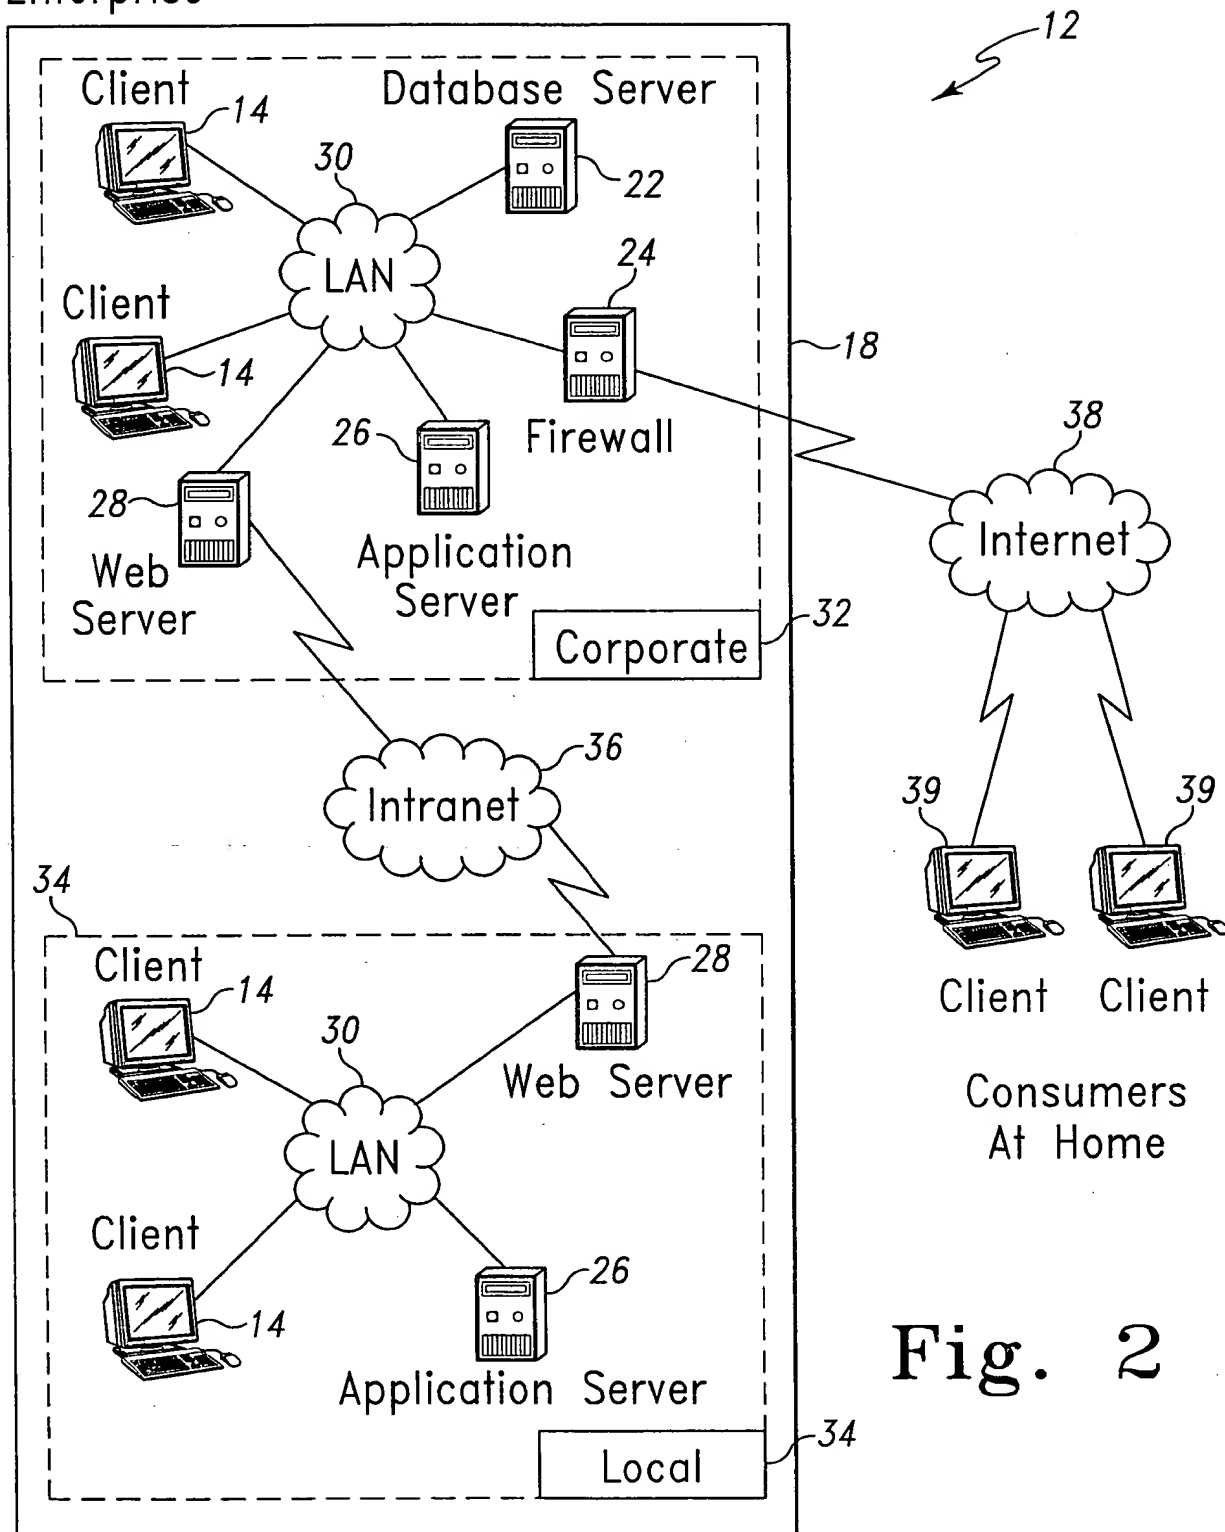 Enterprise
12
Client
14
Database Server
22
30
LAN
24
Client
14
18
Firewall
26
38
28
Internet
Application
Server
Web
Server
32
Corporate
36
Intranet
39
39
34
Client
14
28
Client
Client
30
Web Server
LAN
Consumers
At Home
Client
14
26
Application Server
Fig. 2
34
Local